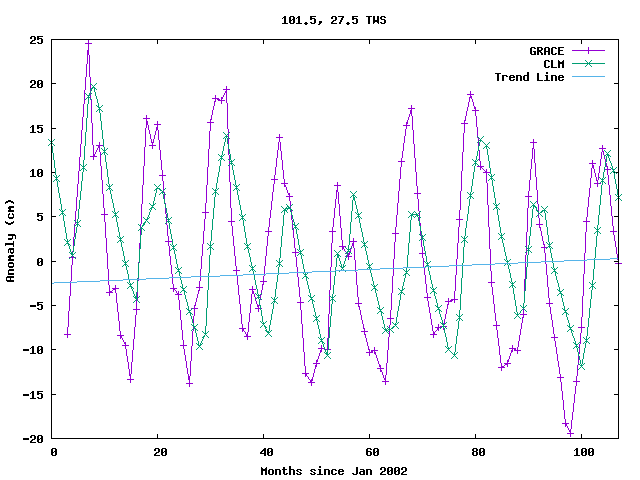 101.5, 27.5 TWS
GRACE
CLM
Trend Line
25
20
15
10
5
0
-5
-10
-15
-20
Anomaly (cm)
0 20 40 60 80 100
Months since Jan 2002